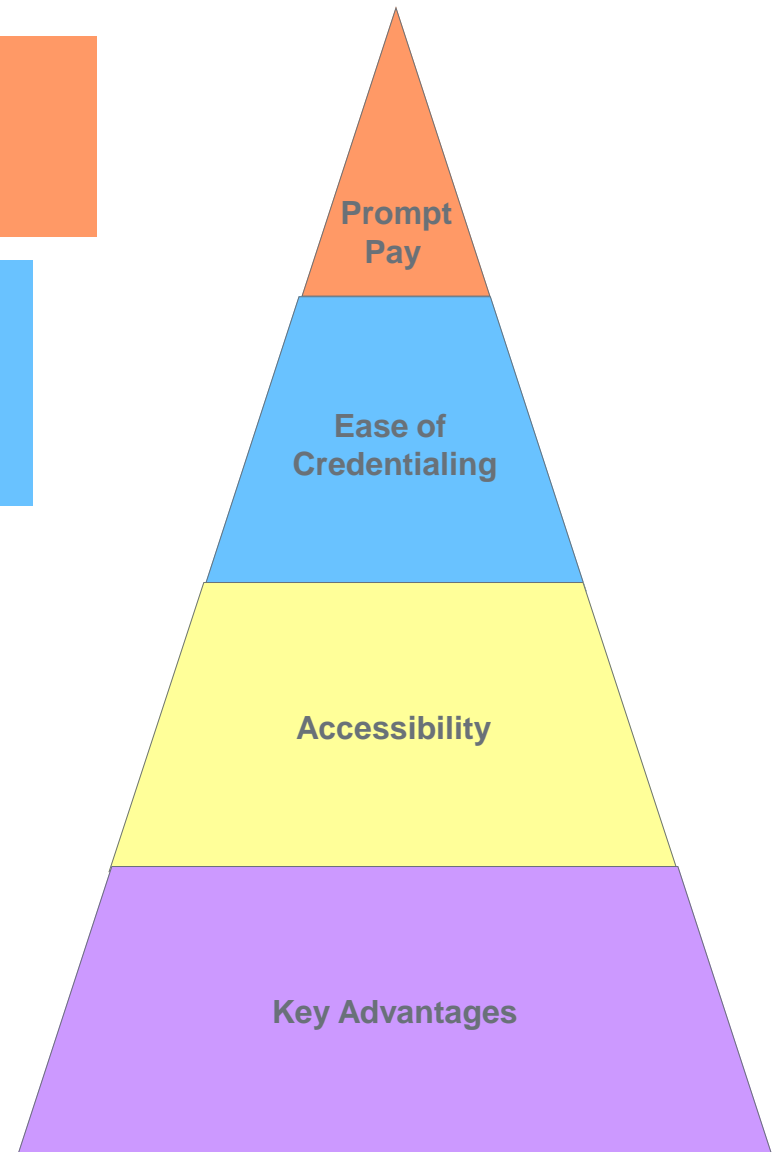 Prompt
Pay
Ease of
Credentialing
Accessibility
Key Advantages